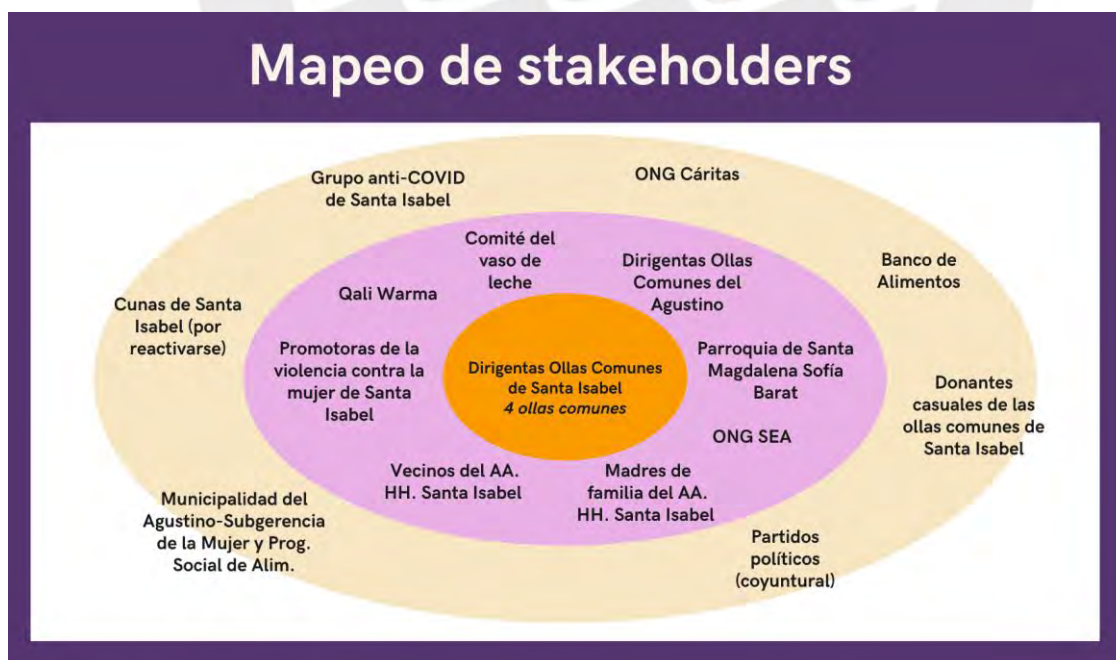 Mapeo de stakeholders
Grupo anti-COVID
de Santa Isabel
ONG Cáritas
Comité del
vaso de
leche
Dirigentas Ollas
Comunes del
Agustino
Banco de
Alimentos
Qali Warma
Cunas de Santa
Isabel (por
reactivarse)
Promotoras de la
violencia contra la
mujer de Santa
Isabel
Dirigentas Ollas Comunes
de Santa Isabel
4 ollas comunes
Parroquia de Santa
Magdalena Sofía
Barat
Donantes
casuales de las
ollas comunes de
Santa Isabel
ONG SEA
Vecinos del AA.
HH. Santa Isabel
Madres de
familia del AA.
HH. Santa Isabel
Municipalidad del
Agustino-Subgerencia
de la Mujer y Prog.
Social de Alim.
Partidos
políticos
(coyuntural)